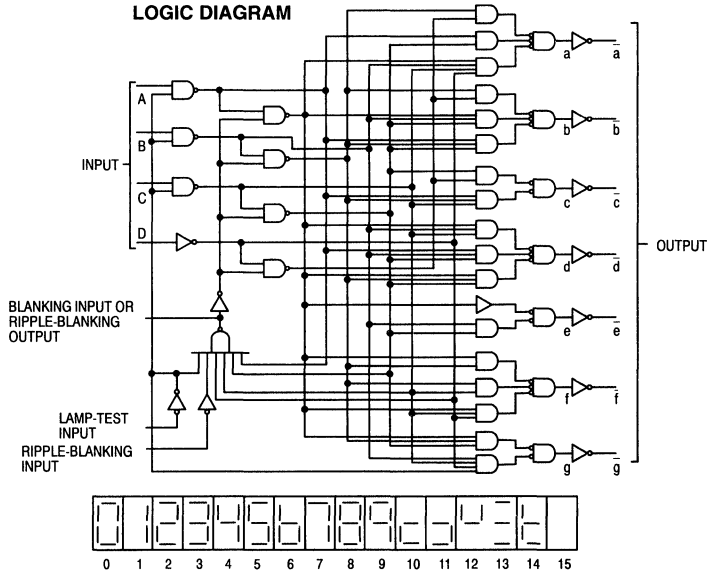 LOGIC DIAGRAM
A
B
INPUT
C
D
BLANKING INPUT OR
RIPPLE-BLANKING
OUTPUT
LAMP-TEST
INPUT
RIPPLE-BLANKING
INPUT
a a̅
b b̅
c c̅
d d̅
OUTPUT
e e̅
f f̅
g g̅
0 1 2 3 4 5 6 7 8 9 10 11 12 13 14 15